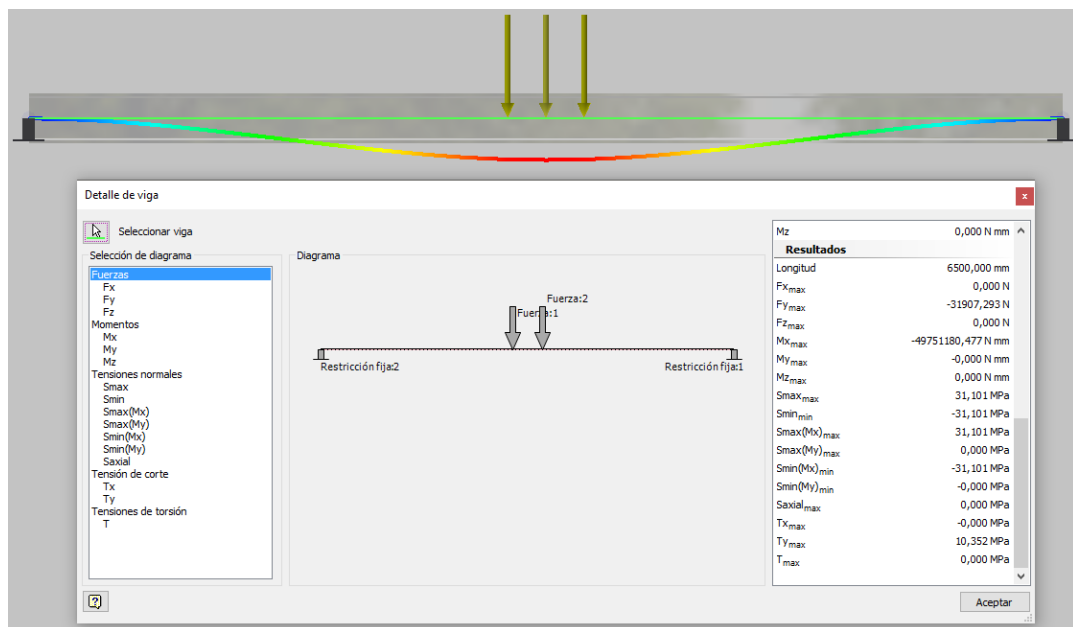 Detalle de viga
x
Seleccionar viga
Selección de diagrama
Fuerzas
Fx
Fy
Fz
Momentos
Mx
My
Mz
Tensiones normales
Smax
Smin
Smax(Mx)
Smax(My)
Smin(Mx)
Smin(My)
Saxial
Tensión de corte
Tx
Ty
Tensiones de torsión
T
Diagrama
Fuerza:2
Fuerza:1
Restricción fija:2
Restricción fija:1
Mz 0,000 N mm
Resultados
Longitud 6500,000 mm
Fxmax 0,000 N
Fymax -31907,293 N
Fzmax 0,000 N
Mxmax -49751180,477 N mm
Mymax -0,000 N mm
Mzmax 0,000 N mm
Smaxmax 31,101 MPa
Sminmin -31,101 MPa
Smax(Mx)max 31,101 MPa
Smax(My)max 0,000 MPa
Smin(Mx)min -31,101 MPa
Smin(My)min -0,000 MPa
Saxialmax 0,000 MPa
Txmax -0,000 MPa
Tymax 10,352 MPa
Tmax 0,000 MPa
?
Aceptar